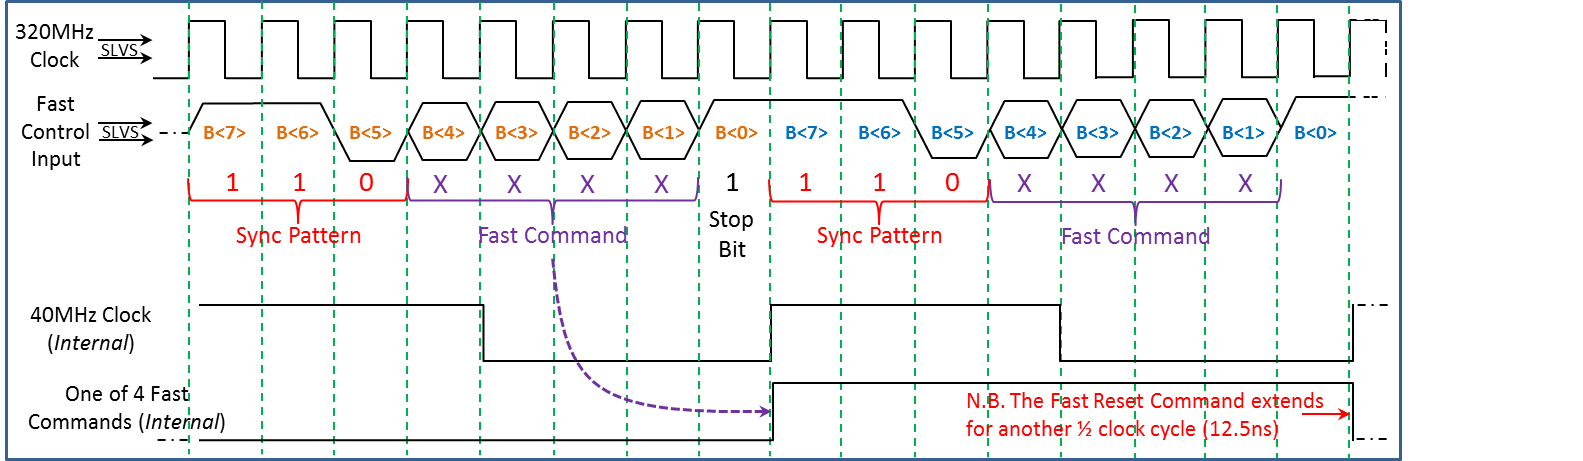 320MHz
Clock
SLVS
Fast
Control
Input
SLVS
B<7> B<6> B<5> B<4> B<3> B<2> B<1> B<0> B<7> B<6> B<5> B<4> B<3> B<2> B<1> B<0>
1 1 0 X X X X 1 1 1 0 X X X X
Sync Pattern
Fast Command
Stop
Bit
Sync Pattern
Fast Command
40MHz Clock
(Internal)
One of 4 Fast
Commands (Internal)
N.B. The Fast Reset Command extends
for another ½ clock cycle (12.5ns)